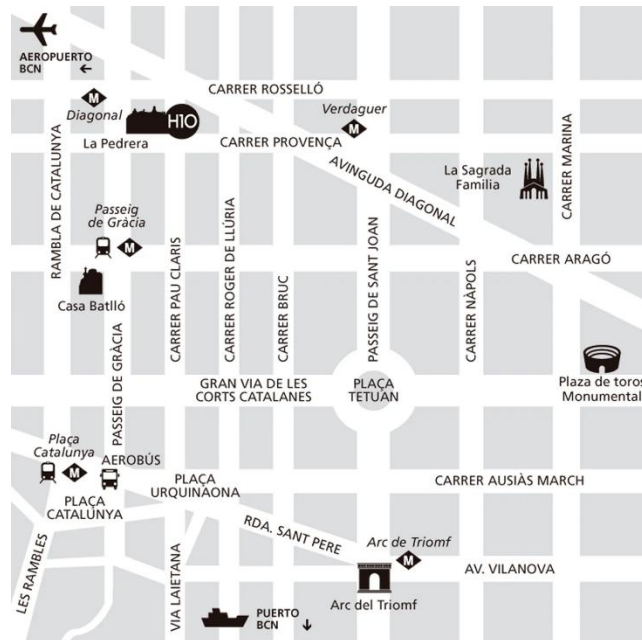 AEROPUERTO
BCN
CARRER ROSSELLÓ
M
Diagonal
H10
La Pedrera
Verdaguer
M
CARRER PROVENÇA
AVINGUDA DIAGONAL
La Sagrada
Familia
CARRER MARINA
RAMBLA DE CATALUNYA
Passeig
de Gràcia
M
Casa Batlló
CARRER PAU CLARIS
CARRER ROGER DE LLÚRIA
CARRER BRUC
PASSEIG DE SANT JOAN
CARRER NÀPOLS
CARRER ARAGÓ
PASSEIG DE GRÀCIA
GRAN VIA DE LES
CORTS CATALANES
PLAÇA
TETUAN
Plaza de toros
Monumental
Plaça
Catalunya
M
AEROBÚS
PLAÇA
CATALÚNYA
PLAÇA
URQUINAONA
CARRER AUSIÀS MARCH
LES RAMBLES
VIA LAIETANA
RDA. SANT PERE
Arc de Triomf
M
Arc del Triomf
AV. VILANOVA
PUERTO
BCN